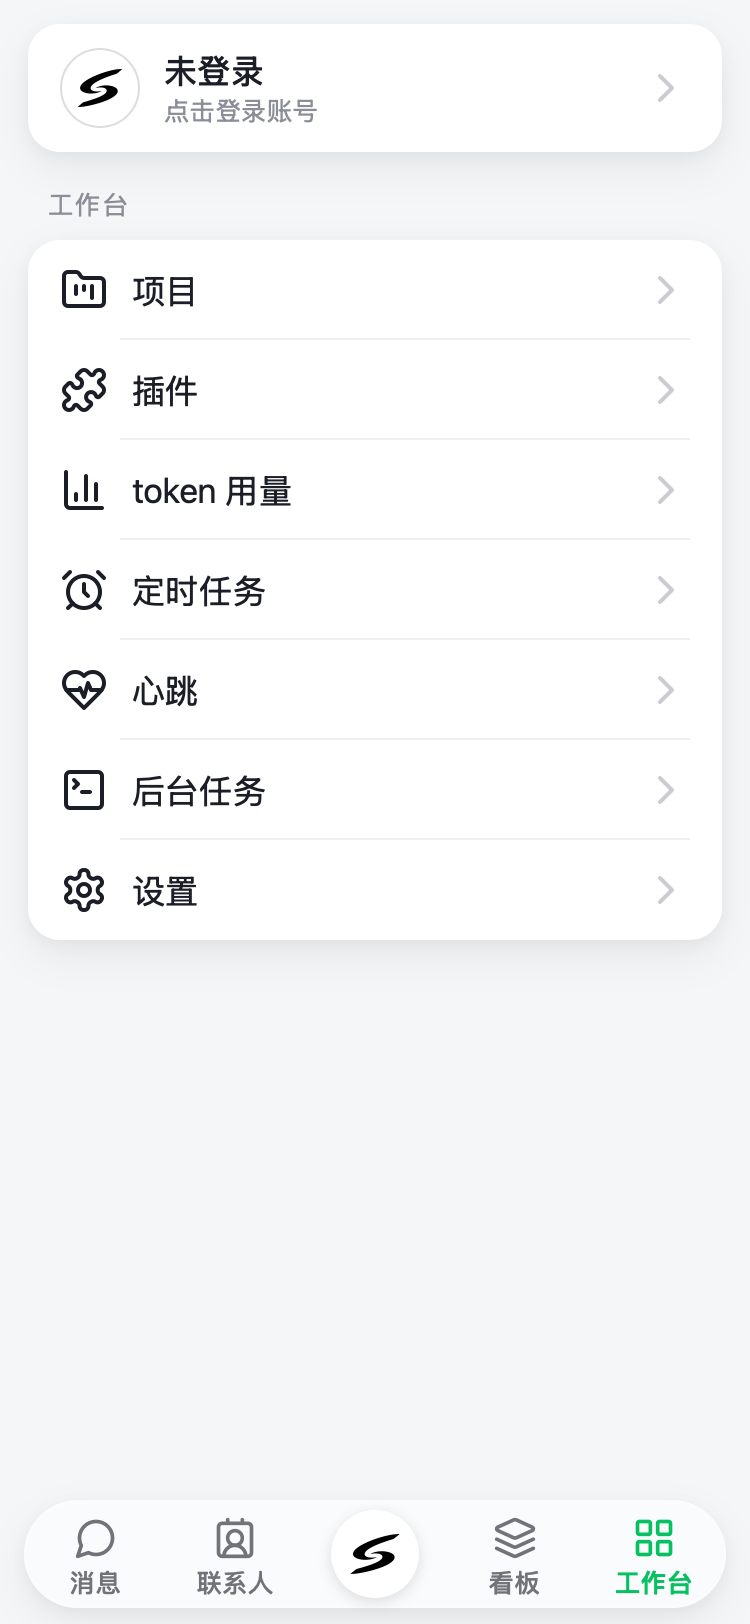 未登录
点击登录账号
工作台
项目
插件
token 用量
定时任务
心跳
后台任务
设置
消息
联系人
看板
工作台